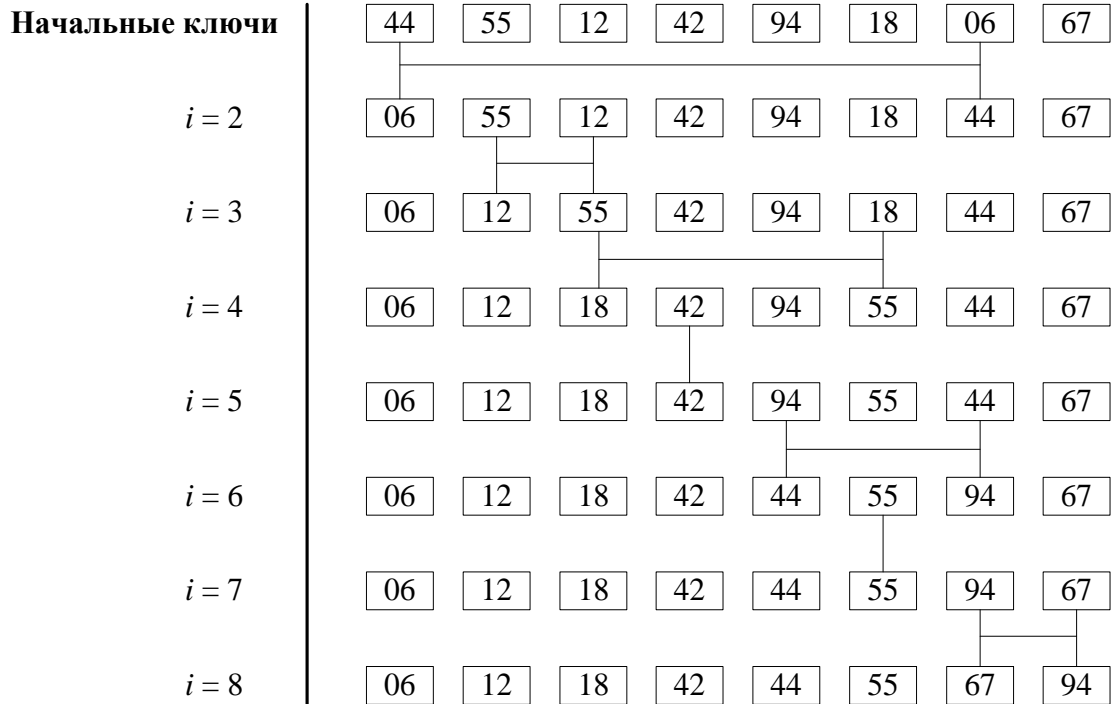 Начальные ключи 44 55 12 42 94 18 06 67
i = 2 06 55 12 42 94 18 44 67
i = 3 06 12 55 42 94 18 44 67
i = 4 06 12 18 42 94 55 44 67
i = 5 06 12 18 42 94 55 44 67
i = 6 06 12 18 42 44 55 94 67
i = 7 06 12 18 42 44 55 94 67
i = 8 06 12 18 42 44 55 67 94